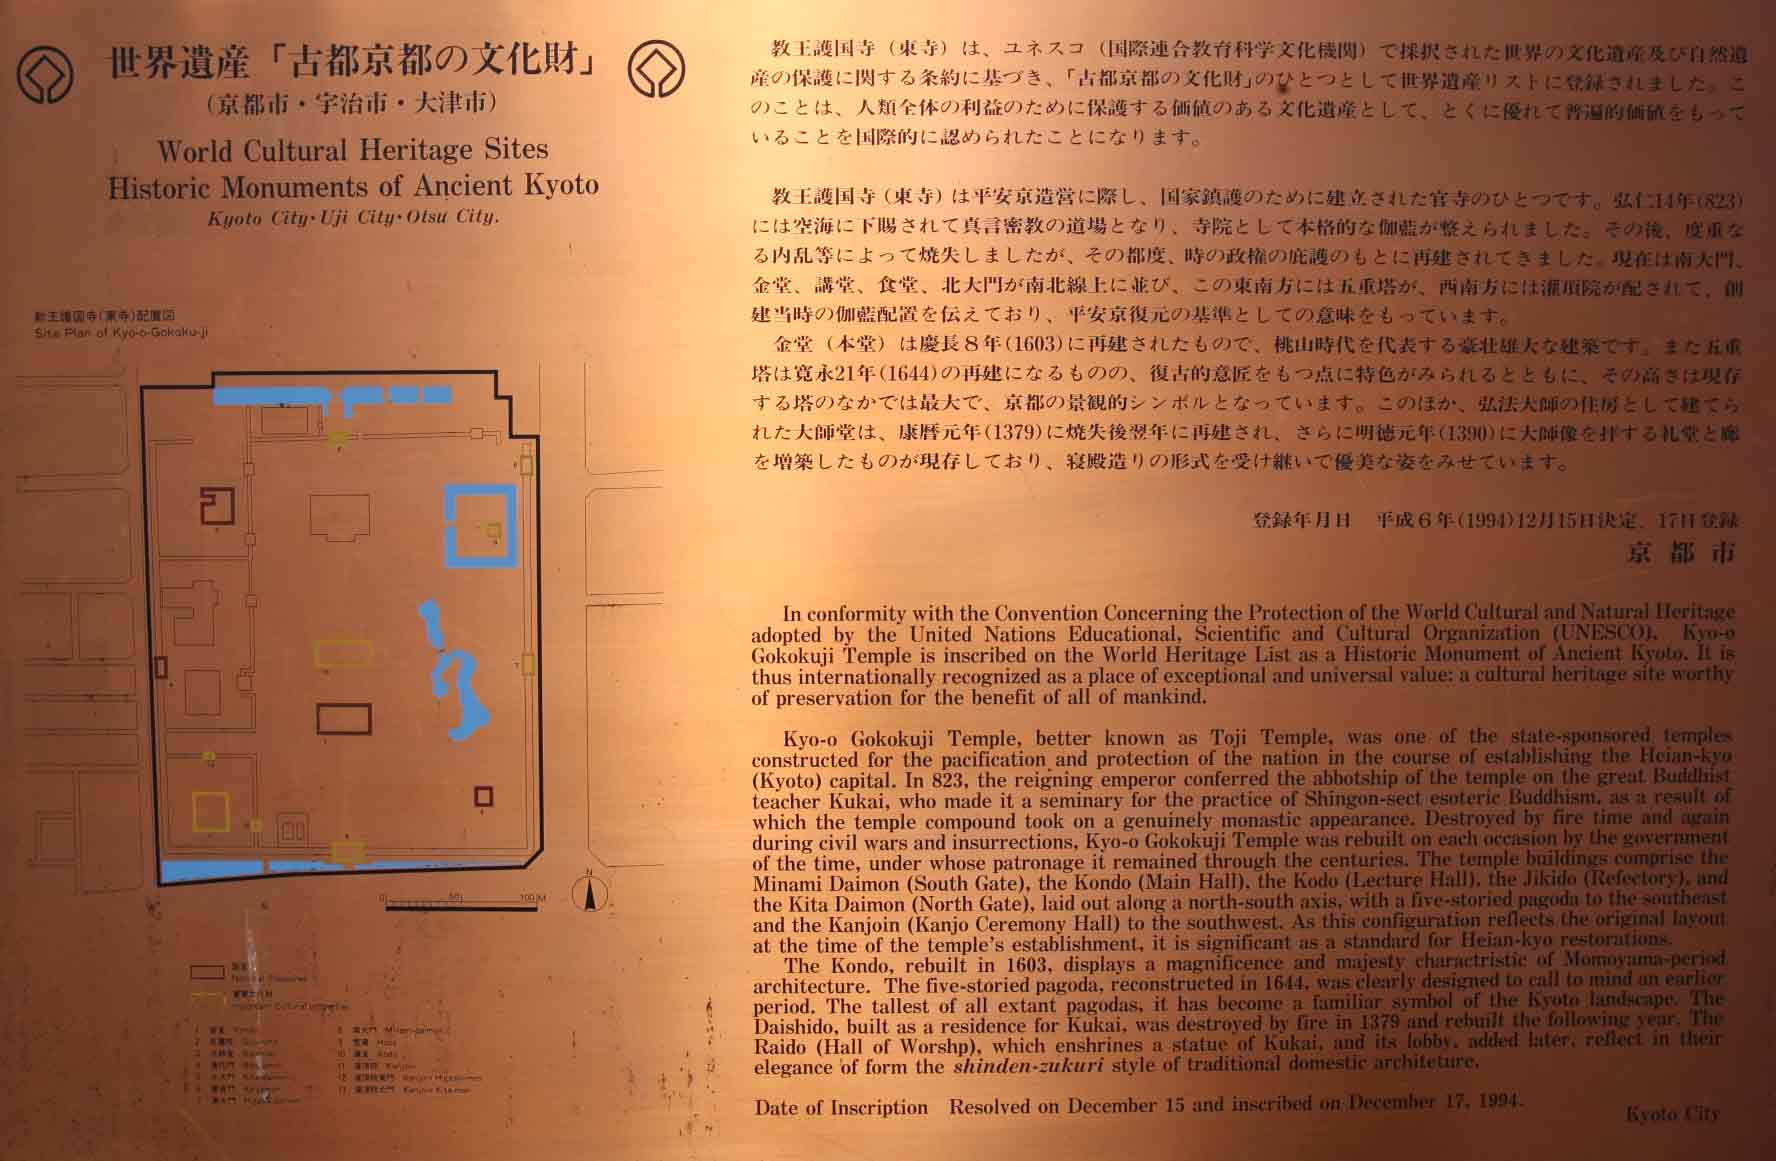 世界遺産「古都京都の文化財」
（京都市・宇治市・大津市）
World Cultural Heritage Sites
Historic Monuments of Ancient Kyoto
Kyoto City・Uji City・Otsu City.
教王護国寺（東寺）は、ユネスコ（国際連合教育科学文化機関）で採択された世界の文化遺産及び自然遺
産の保護に関する条約に基づき、「古都京都の文化財」のひとつとして世界遺産リストに登録されました。こ
のことは、人類全体の利益のために保護する価値のある文化遺産として、とくに優れて普遍的価値をもって
いることを国際的に認められたことになります。
教王護国寺（東寺）は平安京造営に際し、国家鎮護のために建立された官寺のひとつです。弘仁14年(823)
には空海に下賜されて真言密教の道場となり、寺院として本格的な伽藍が整えられました。その後、度重な
る内乱等によって焼失しましたが、その都度、時の政権の庇護のもとに再建されてきました。現在は南大門、
金堂、講堂、食堂、北大門が南北線上に並び、この東南方には五重塔が、西南方には灌頂院が配されて、創
建当時の伽藍配置を伝えており、平安京復元の基準としての意味をもっています。
金堂（本堂）は慶長８年(1603)に再建されたもので、桃山時代を代表する豪壮雄大な建築です。また五重
塔は寛永21年(1644)の再建になるものの、復古的意匠をもつ点に特色がみられるとともに、その高さは現存
する塔のなかでは最大で、京都の景観的シンボルとなっています。このほか、弘法大師の住房として建てら
れた大師堂は、康暦元年(1379)に焼失後翌年に再建され、さらに明徳元年(1390)に大師像を拝する礼堂と廊
を増築したものが現存しており、寝殿造りの形式を受け継いで優美な姿をみせています。
登録年月日　平成６年(1994)12月15日決定、17日登録
京都市
教王護国寺(東寺)配置図
Site Plan of Kyo-o-Gokoku-ji
N
0 50 100 M
In conformity with the Convention Concerning the Protection of the World Cultural and Natural Heritage
adopted by the United Nations Educational, Scientific and Cultural Organization (UNESCO), Kyo-o
Gokokuji Temple is inscribed on the World Heritage List as a Historic Monument of Ancient Kyoto. It is
thus internationally recognized as a place of exceptional and universal value: a cultural heritage site worthy
of preservation for the benefit of all of mankind.
Kyo-o Gokokuji Temple, better known as Toji Temple, was one of the state-sponsored temples
constructed for the pacification and protection of the nation in the course of establishing the Heian-kyo
(Kyoto) capital. In 823, the reigning emperor conferred the abbotship of the temple on the great Buddhist
teacher Kukai, who made it a seminary for the practice of Shingon-sect esoteric Buddhism, as a result of
which the temple compound took on a genuinely monastic appearance. Destroyed by fire time and again
during civil wars and insurrections, Kyo-o Gokokuji Temple was rebuilt on each occasion by the government
of the time, under whose patronage it remained through the centuries. The temple buildings comprise the
Minami Daimon (South Gate), the Kondo (Main Hall), the Kodo (Lecture Hall), the Jikido (Refectory), and
the Kita Daimon (North Gate), laid out along a north-south axis, with a five-storied pagoda to the southeast
and the Kanjoin (Kanjo Ceremony Hall) to the southwest. As this configuration reflects the original layout
at the time of the temple's establishment, it is significant as a standard for Heian-kyo restorations.
The Kondo, rebuilt in 1603, displays a magnificence and majesty charactristic of Momoyama-period
architecture. The five-storied pagoda, reconstructed in 1644, was clearly designed to call to mind an earlier
period. The tallest of all extant pagodas, it has become a familiar symbol of the Kyoto landscape. The
Daishido, built as a residence for Kukai, was destroyed by fire in 1379 and rebuilt the following year. The
Raido (Hall of Worshp), which enshrines a statue of Kukai, and its lobby, added later, reflect in their
elegance of form the shinden-zukuri style of traditional domestic architeture.
Date of Inscription Resolved on December 15 and inscribed on December 17, 1994.
Kyoto City